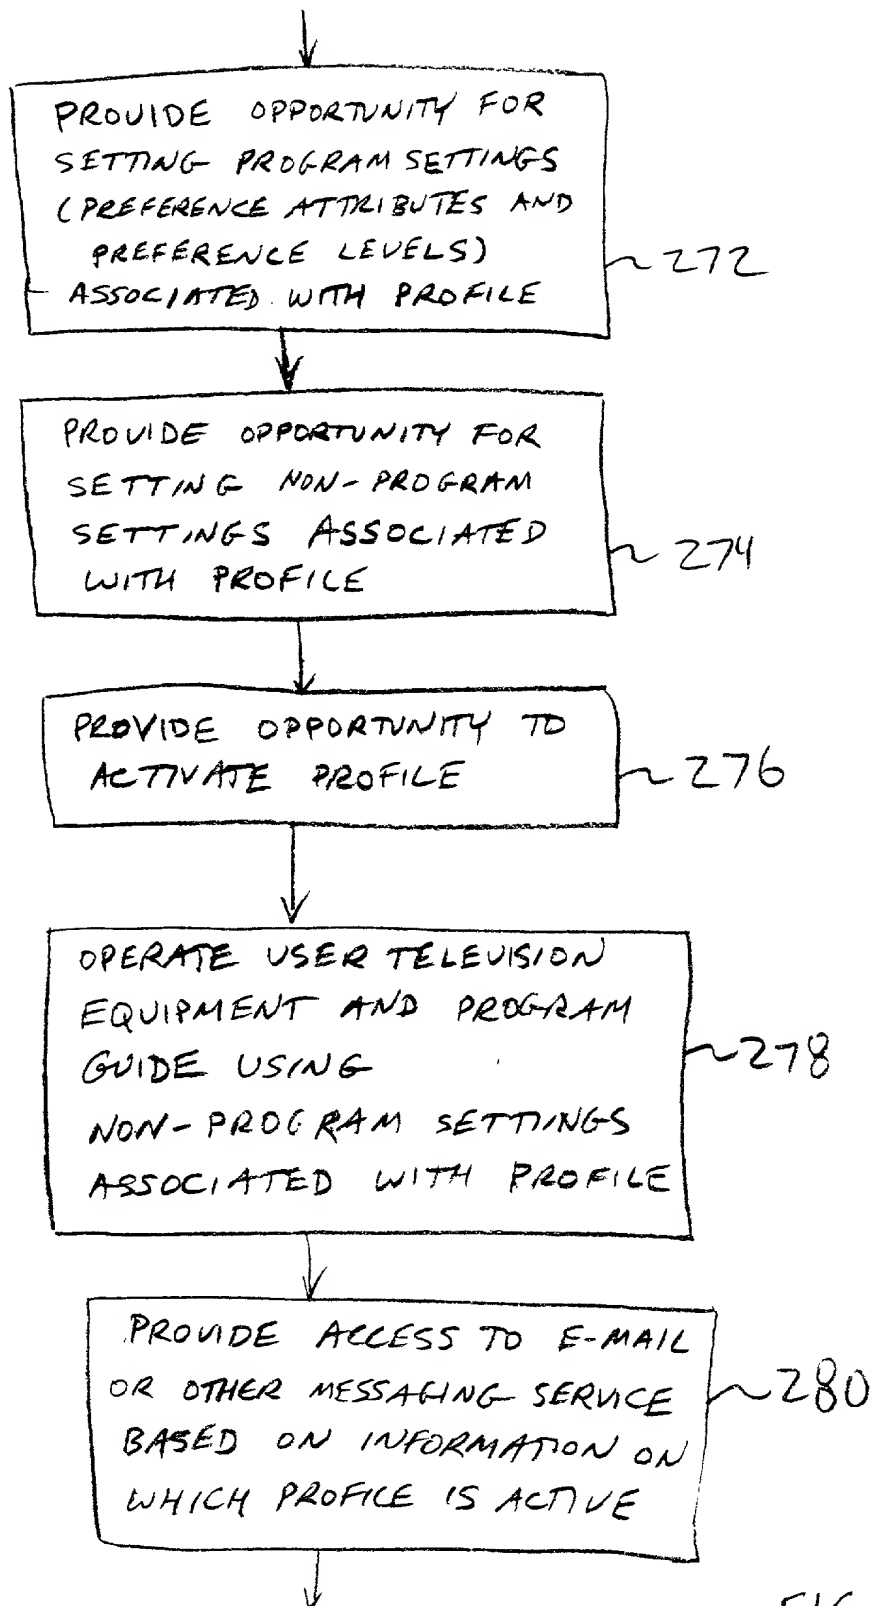 PROVIDE OPPORTUNITY FOR
SETTING PROGRAM SETTINGS
(PREFERENCE ATTRIBUTES AND
PREFERENCE LEVELS)
ASSOCIATED WITH PROFILE
272
PROVIDE OPPORTUNITY FOR
SETTING NON-PROGRAM
SETTINGS ASSOCIATED
WITH PROFILE
274
PROVIDE OPPORTUNITY TO
ACTIVATE PROFILE
276
OPERATE USER TELEVISION
EQUIPMENT AND PROGRAM
GUIDE USING
NON-PROGRAM SETTINGS
ASSOCIATED WITH PROFILE
278
PROVIDE ACCESS TO E-MAIL
OR OTHER MESSAGING SERVICE
BASED ON INFORMATION ON
WHICH PROFILE IS ACTIVE
280